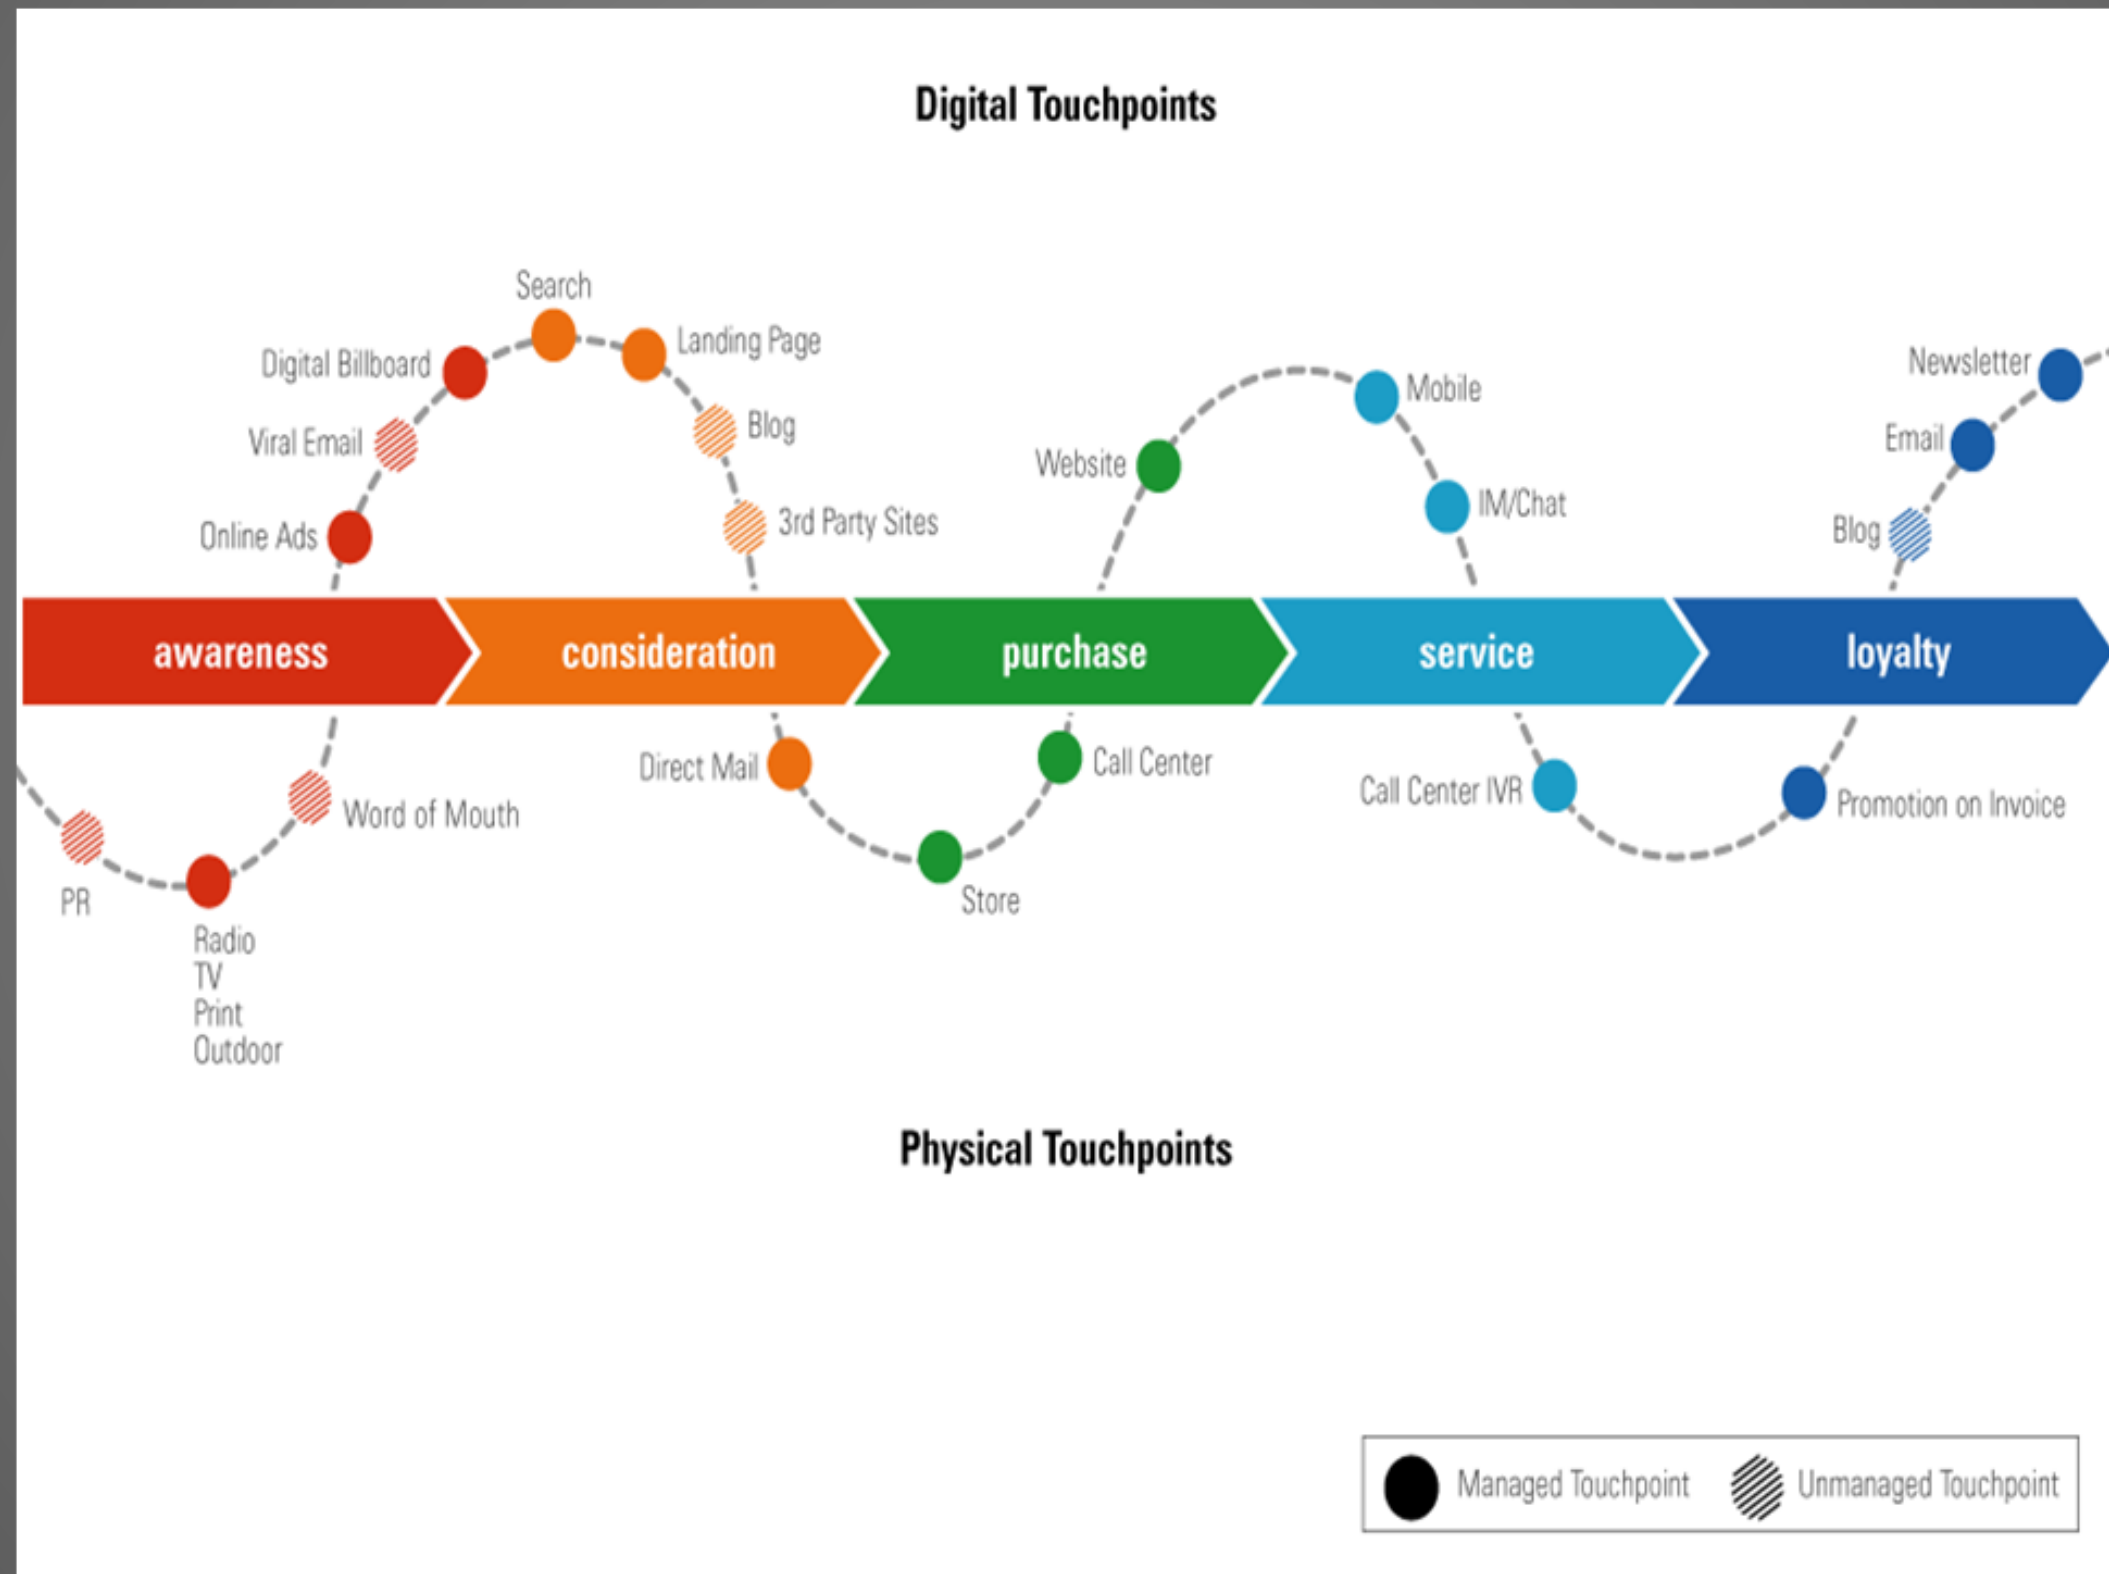 Digital Touchpoints
Search
Digital Billboard
Landing Page
Viral Email
Blog
Online Ads
3rd Party Sites
Website
Mobile
IM/Chat
Newsletter
Email
Blog
awareness
consideration
purchase
service
loyalty
PR
Radio
TV
Print
Outdoor
Word of Mouth
Direct Mail
Store
Call Center
Call Center IVR
Promotion on Invoice
Physical Touchpoints
Managed Touchpoint
Unmanaged Touchpoint